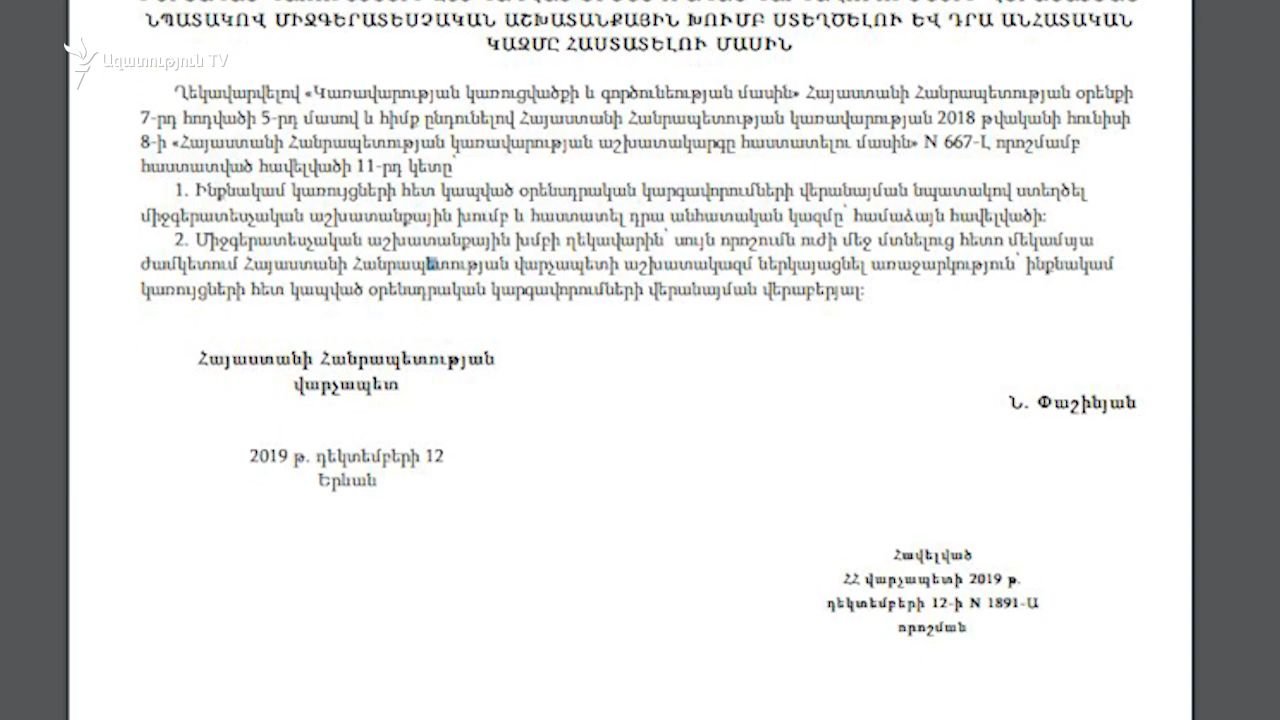 ՆՊԱՏԱԿՈՎ ՄԻՋԳԵՐԱՏԵՍՉԱԿԱՆ ԱՇԽԱՏԱՆՔԱՅԻՆ ԽՈՒՄԲ ՍՏԵՂԾԵԼՈՒ ԵՎ ԴՐԱ ԱՆՀԱՏԱԿԱՆ
ԿԱԶՄԸ ՀԱՍՏԱՏԵԼՈՒ ՄԱՍԻՆ
Ազատություն TV
Ղեկավարվելով «Կառավարության կառուցվածքի և գործունեության մասին» Հայաստանի Հանրապետության օրենքի
7-րդ հոդվածի 5-րդ մասով և հիմք ընդունելով Հայաստանի Հանրապետության կառավարության 2018 թվականի հունիսի
8-ի «Հայաստանի Հանրապետության կառավարության աշխատակարգը հաստատելու մասին» N 667-Լ որոշմամբ
հաստատված հավելվածի 11-րդ կետը՝
1. Ինքնակամ կառույցների հետ կապված օրենսդրական կարգավորումների վերանայման նպատակով ստեղծել
միջգերատեսչական աշխատանքային խումբ և հաստատել դրա անհատական կազմը՝ համաձայն հավելվածի:
2. Միջգերատեսչական աշխատանքային խմբի ղեկավարին՝ սույն որոշումն ուժի մեջ մտնելուց հետո մեկամսյա
ժամկետում Հայաստանի Հանրապետության վարչապետի աշխատակազմ ներկայացնել առաջարկություն՝ ինքնակամ
կառույցների հետ կապված օրենսդրական կարգավորումների վերանայման վերաբերյալ:
Հայաստանի Հանրապետության
վարչապետ
Ն. Փաշինյան
2019 թ. դեկտեմբերի 12
Երևան
Հավելված
ՀՀ վարչապետի 2019 թ.
դեկտեմբերի 12-ի N 1891-Ա
որոշման